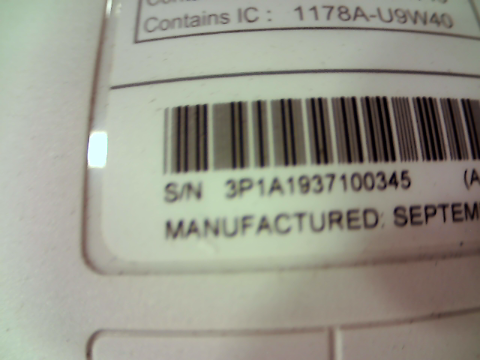 Contains IC : 1178A-U9W40
S/N 3P1A1937100345 (A
MANUFACTURED: SEPTEM